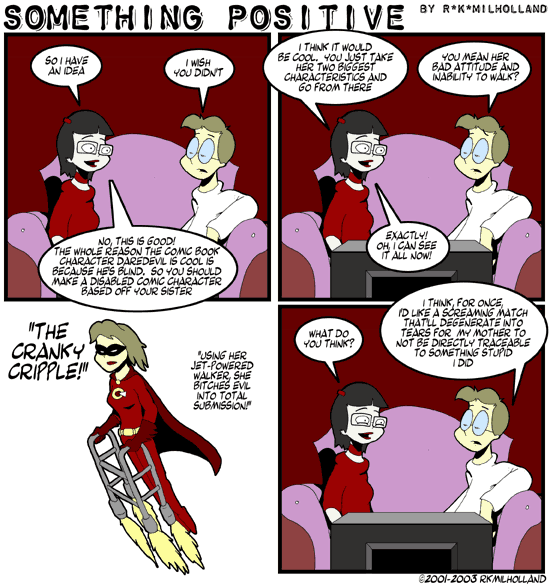 SOMETHING POSITIVE BY R*K*MILHOLLAND
SO I HAVE
AN IDEA
I WISH
YOU DIDN'T
NO, THIS IS GOOD!
THE WHOLE REASON THE COMIC BOOK
CHARACTER DAREDEVIL IS COOL IS
BECAUSE HE'S BLIND. SO YOU SHOULD
MAKE A DISABLED COMIC CHARACTER
BASED OFF YOUR SISTER
I THINK IT WOULD
BE COOL. YOU JUST TAKE
HER TWO BIGGEST
CHARACTERISTICS AND
GO FROM THERE
YOU MEAN HER
BAD ATTITUDE AND
INABILITY TO WALK?
EXACTLY!
OH, I CAN SEE
IT ALL NOW!
"THE
CRANKY
CRIPPLE!"
"USING HER
JET-POWERED
WALKER, SHE
BITCHES EVIL
INTO TOTAL
SUBMISSION!"
WHAT DO
YOU THINK?
I THINK, FOR ONCE,
I'D LIKE A SCREAMING MATCH
THAT'LL DEGENERATE INTO
TEARS FOR MY MOTHER TO
NOT BE DIRECTLY TRACEABLE
TO SOMETHING STUPID
I DID
©2001-2003 RKMILHOLLAND